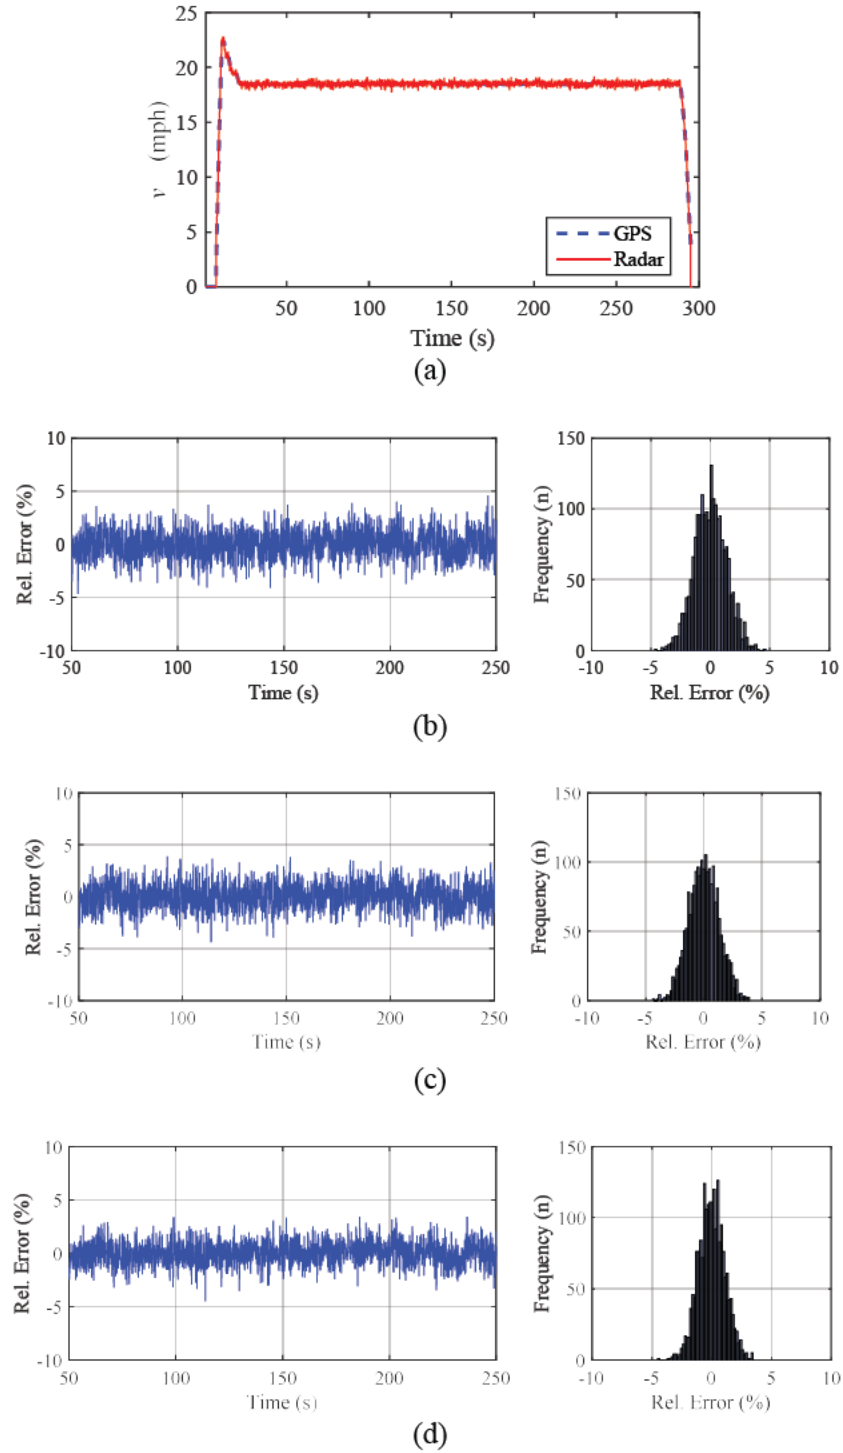 25
20
15
10
5
0
v (mph)
GPS
Radar
50 100 150 200 250 300
Time (s)
(a)
10
5
0
-5
-10
Rel. Error (%)
50 100 150 200 250
Time (s)
150
100
50
0
Frequency (n)
-10 -5 0 5 10
Rel. Error (%)
(b)
10
5
0
-5
-10
Rel. Error (%)
50 100 150 200 250
Time (s)
150
100
50
0
Frequency (n)
-10 -5 0 5 10
Rel. Error (%)
(c)
10
5
0
-5
-10
Rel. Error (%)
50 100 150 200 250
Time (s)
150
100
50
0
Frequency (n)
-10 -5 0 5 10
Rel. Error (%)
(d)